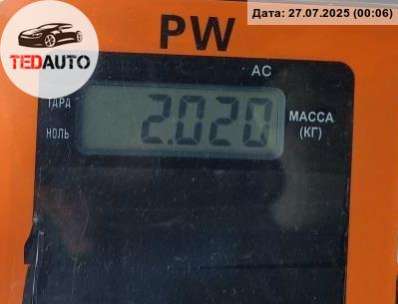 Дата: 27.07.2025 (00:06)
TEDAUTO
PW
AC
ТАРА
НОЛЬ
2.020
МАССА
(КГ)